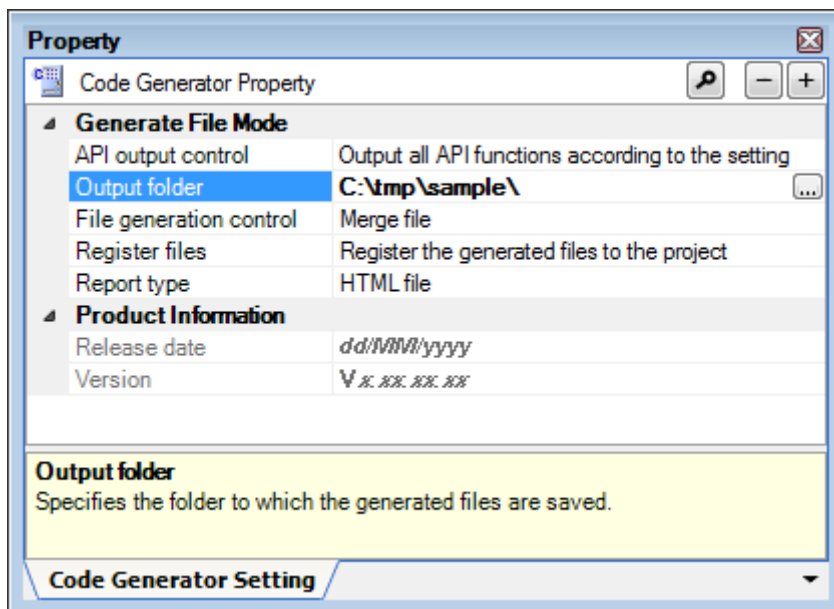 Property
Code Generator Property
Generate File Mode
API output control Output all API functions according to the setting
Output folder C:\tmp\sample\ ...
File generation control Merge file
Register files Register the generated files to the project
Report type HTML file
Product Information
Release date dd/MM/yyyy
Version V x.xx.xx.xx
Output folder
Specifies the folder to which the generated files are saved.
Code Generator Setting